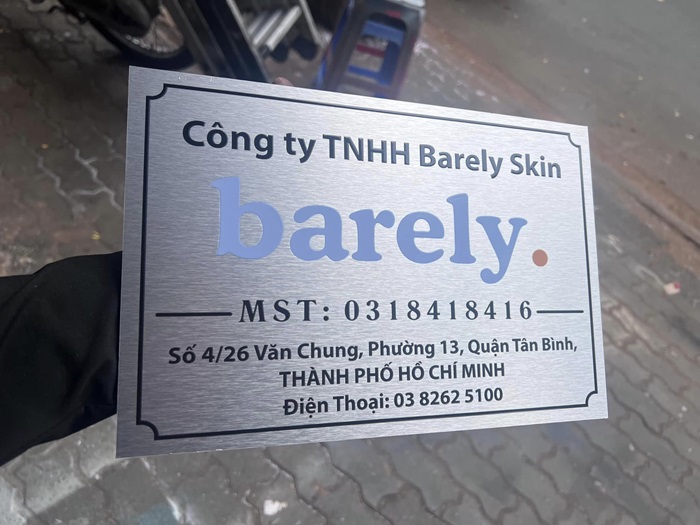 Công ty TNHH Barely Skin
barely.
MST: 0318418416
Số 4/26 Văn Chung, Phường 13, Quận Tân Bình,
THÀNH PHỐ HỒ CHÍ MINH
Điện Thoại: 03 8262 5100